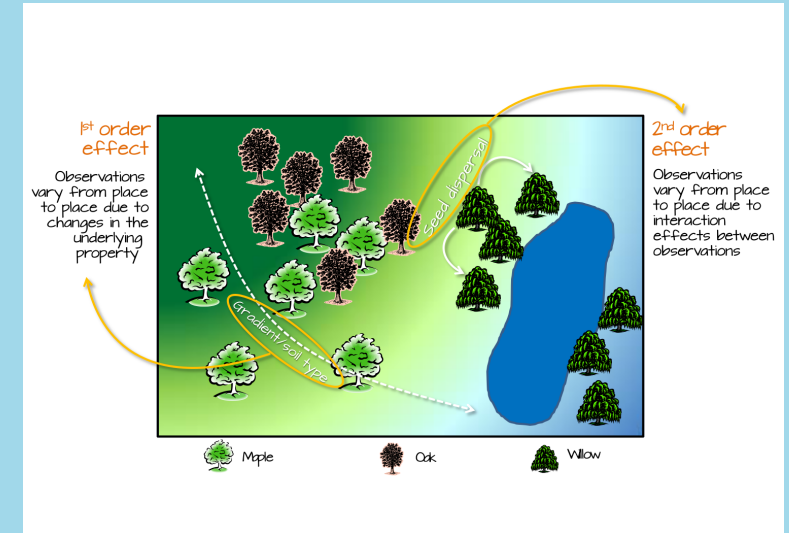 1st order
effect
Observations
vary from place
to place due to
changes in the
underlying
property
Seed dispersal
2nd order
effect
Observations
vary from place
to place due to
interaction
effects between
observations
Gradient/soil type
Maple
Oak
Willow